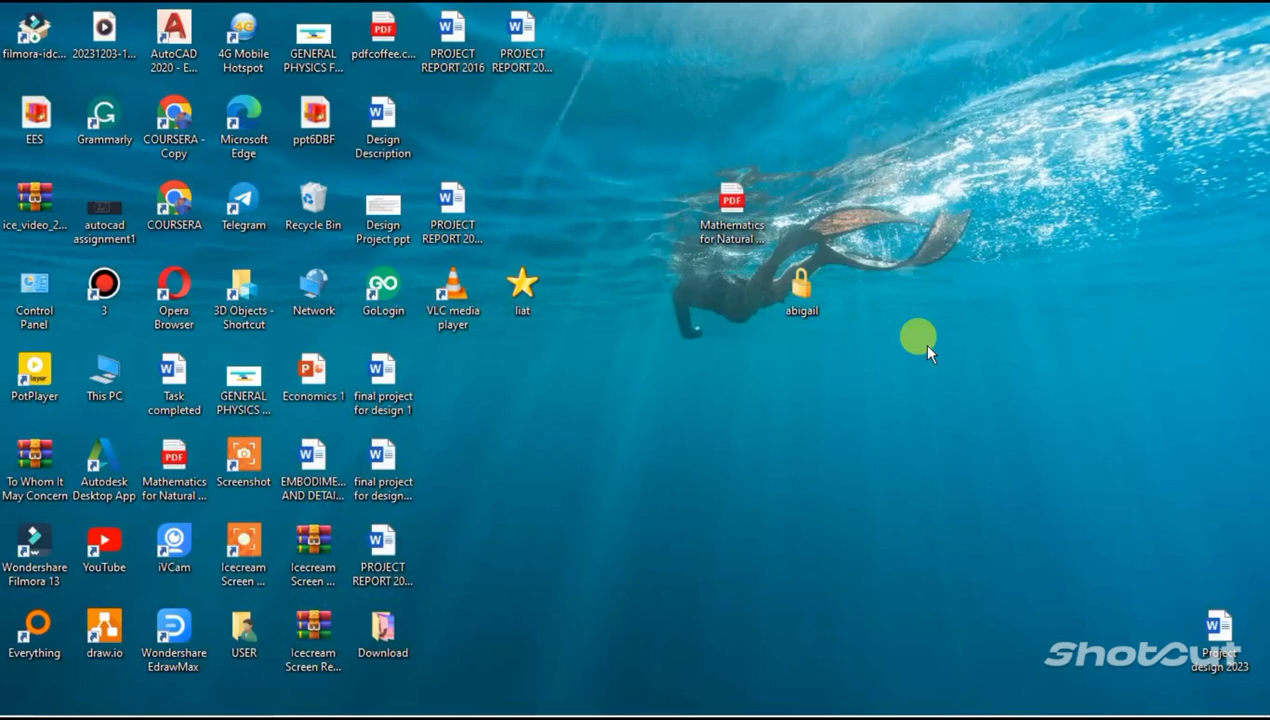 filmora-idc...
20231203-1...
AutoCAD
2020 - E...
4G Mobile
Hotspot
GENERAL
PHYSICS F...
pdfcoffee.c...
PROJECT
REPORT 2016
PROJECT
REPORT 20...
EES
Grammarly
COURSERA -
Copy
Microsoft
Edge
ppt6DBF
Design
Description
ice_video_2...
autocad
assignment1
COURSERA
Telegram
Recycle Bin
Design
Project ppt
PROJECT
REPORT 20...
Mathematics
for Natural ...
Control
Panel
3
Opera
Browser
3D Objects -
Shortcut
Network
GoLogin
VLC media
player
liat
abigail
PotPlayer
This PC
Task
completed
GENERAL
PHYSICS ...
Economics 1
final project
for design 1
To Whom It
May Concern
Autodesk
Desktop App
Mathematics
for Natural ...
Screenshot
EMBODIME...
AND DETAI...
final project
for design...
Wondershare
Filmora 13
YouTube
iVCam
Icecream
Screen ...
Icecream
Screen ...
PROJECT
REPORT 20...
Everything
draw.io
Wondershare
EdrawMax
USER
Icecream
Screen Re...
Download
Project
design 2023
ShotCut